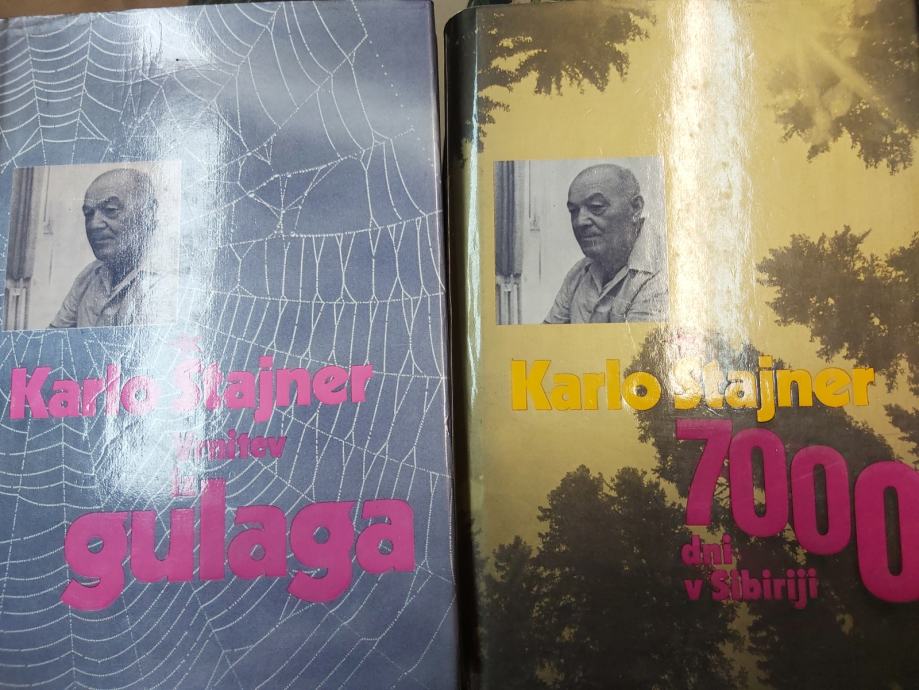 Karlo Štajner
Vrnitev
iz
gulaga
Karlo Štajner
7000
dni
v Sibiriji